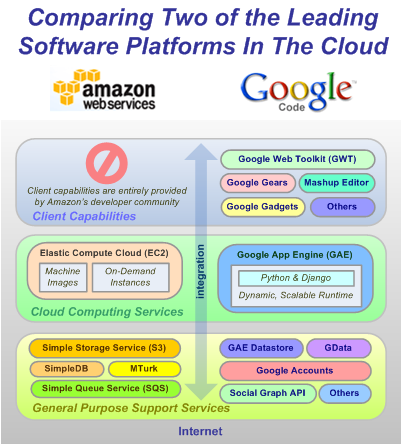 Comparing Two of the Leading
Software Platforms In The Cloud
amazon
webservices
Google™
Code
Client capabilities are entirely provided
by Amazon's developer community
Client Capabilities
Google Web Toolkit (GWT)
Google Gears
Mashup Editor
Google Gadgets
Others
integration
Elastic Compute Cloud (EC2)
Machine
Images
On-Demand
Instances
Google App Engine (GAE)
Python & Django
Dynamic, Scalable Runtime
Cloud Computing Services
Simple Storage Service (S3)
SimpleDB
MTurk
Simple Queue Service (SQS)
GAE Datastore
GData
Google Accounts
Social Graph API
Others
General Purpose Support Services
Internet